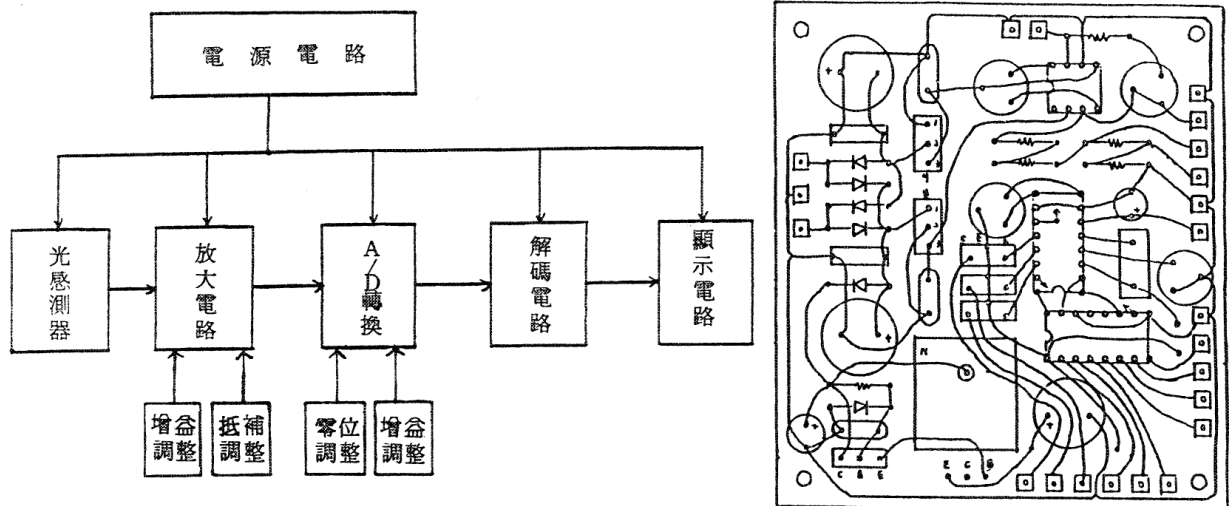 電源電路
光感測器
放大電路
A/D轉換
解碼電路
顯示電路
增益
調整
抵補
調整
零位
調整
增益
調整
C B E
E C B